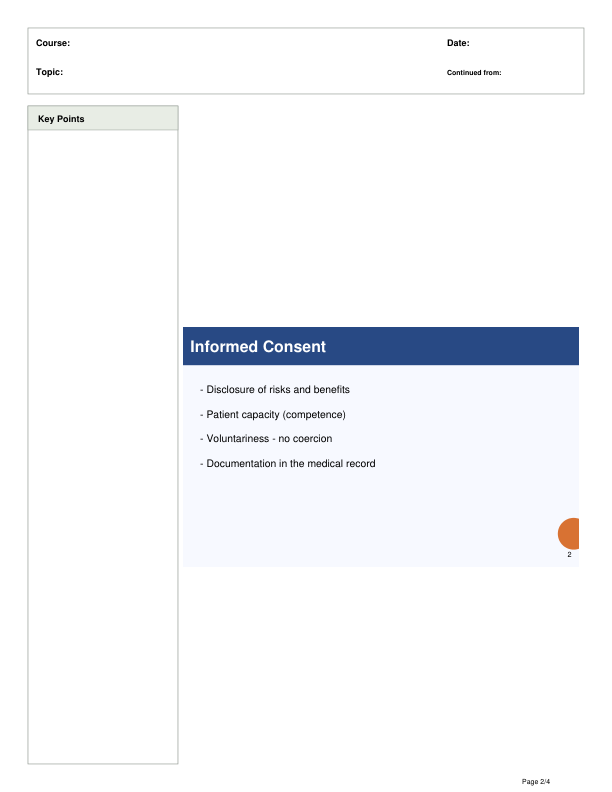 Course:
Date:
Topic:
Continued from:
Key Points
Informed Consent
- Disclosure of risks and benefits
- Patient capacity (competence)
- Voluntariness - no coercion
- Documentation in the medical record
2
Page 2/4